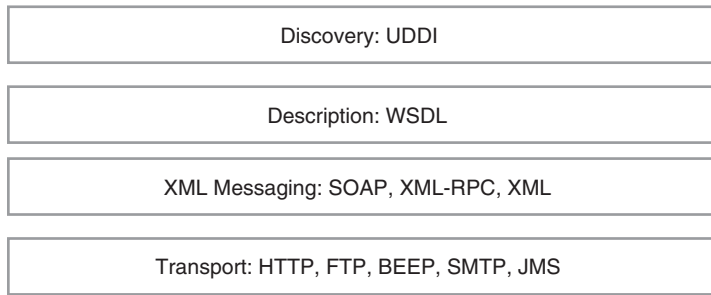 Discovery: UDDI
Description: WSDL
XML Messaging: SOAP, XML-RPC, XML
Transport: HTTP, FTP, BEEP, SMTP, JMS